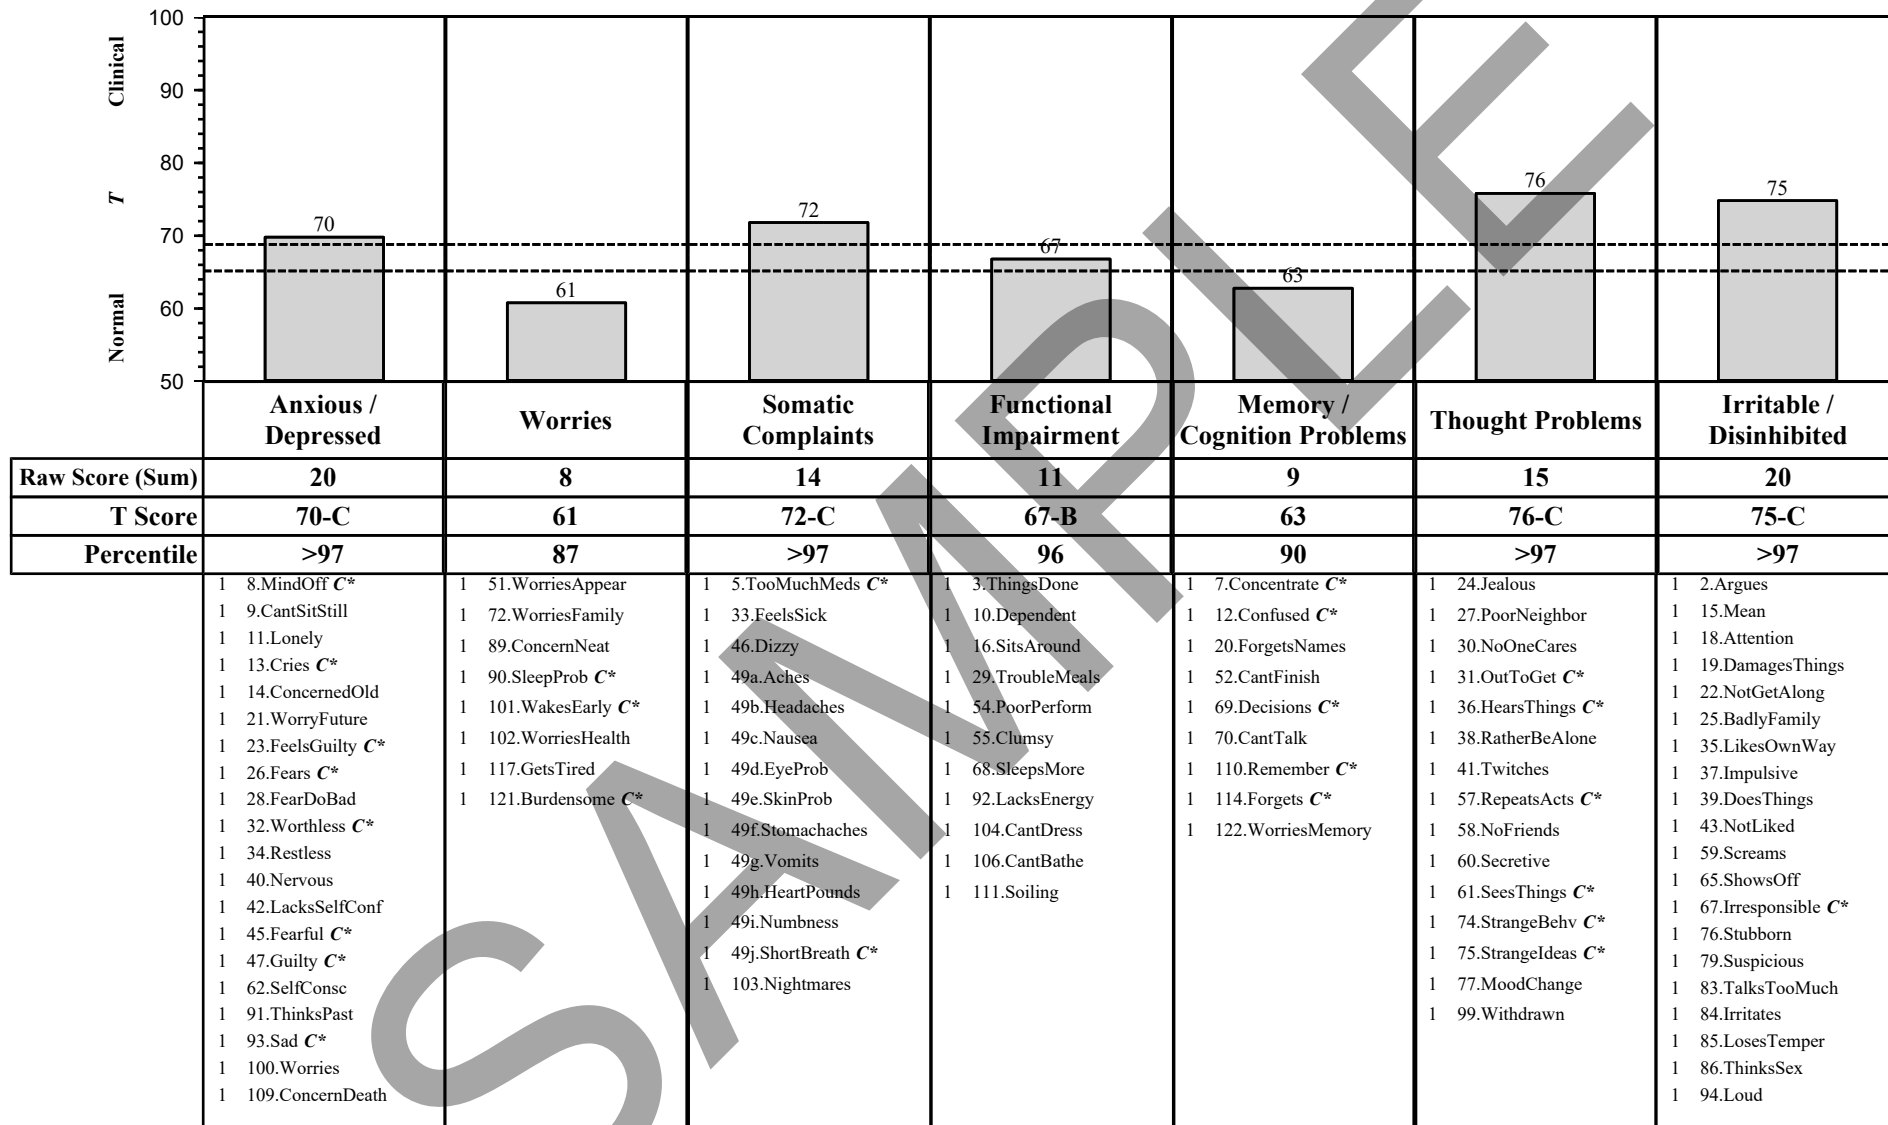 100
90
80
70
60
50
Clinical
T
Normal
70
61
72
67
63
76
75
Anxious /
Depressed
Worries
Somatic
Complaints
Functional
Impairment
Memory /
Cognition Problems
Thought Problems
Irritable /
Disinhibited
Raw Score (Sum) 20 8 14 11 9 15 20
T Score 70-C 61 72-C 67-B 63 76-C 75-C
Percentile >97 87 >97 96 90 >97 >97
1 8.MindOff C*
1 9.CantSitStill
1 11.Lonely
1 13.Cries C*
1 14.ConcernedOld
1 21.WorryFuture
1 23.FeelsGuilty C*
1 26.Fears C*
1 28.FearDoBad
1 32.Worthless C*
1 34.Restless
1 40.Nervous
1 42.LacksSelfConf
1 45.Fearful C*
1 47.Guilty C*
1 62.SelfConsc
1 91.ThinksPast
1 93.Sad C*
1 100.Worries
1 109.ConcernDeath
1 51.WorriesAppear
1 72.WorriesFamily
1 89.ConcernNeat
1 90.SleepProb C*
1 101.WakesEarly C*
1 102.WorriesHealth
1 117.GetsTired
1 121.Burdensome C*
1 5.TooMuchMeds C*
1 33.FeelsSick
1 46.Dizzy
1 49a.Aches
1 49b.Headaches
1 49c.Nausea
1 49d.EyeProb
1 49e.SkinProb
1 49f.Stomachaches
1 49g.Vomits
1 49h.HeartPounds
1 49i.Numbness
1 49j.ShortBreath C*
1 103.Nightmares
1 3.ThingsDone
1 10.Dependent
1 16.SitsAround
1 29.TroubleMeals
1 54.PoorPerform
1 55.Clumsy
1 68.SleepsMore
1 92.LacksEnergy
1 104.CantDress
1 106.CantBathe
1 111.Soiling
1 7.Concentrate C*
1 12.Confused C*
1 20.ForgetsNames
1 52.CantFinish
1 69.Decisions C*
1 70.CantTalk
1 110.Remember C*
1 114.Forgets C*
1 122.WorriesMemory
1 24.Jealous
1 27.PoorNeighbor
1 30.NoOneCares
1 31.OutToGet C*
1 36.HearsThings C*
1 38.RatherBeAlone
1 41.Twitches
1 57.RepeatsActs C*
1 58.NoFriends
1 60.Secretive
1 61.SeesThings C*
1 74.StrangeBehv C*
1 75.StrangeIdeas C*
1 77.MoodChange
1 99.Withdrawn
1 2.Argues
1 15.Mean
1 18.Attention
1 19.DamagesThings
1 22.NotGetAlong
1 25.BadlyFamily
1 35.LikesOwnWay
1 37.Impulsive
1 39.DoesThings
1 43.NotLiked
1 59.Screams
1 65.ShowsOff
1 67.Irresponsible C*
1 76.Stubborn
1 79.Suspicious
1 83.TalksTooMuch
1 84.Irritates
1 85.LosesTemper
1 86.ThinksSex
1 94.Loud
SAMPLE